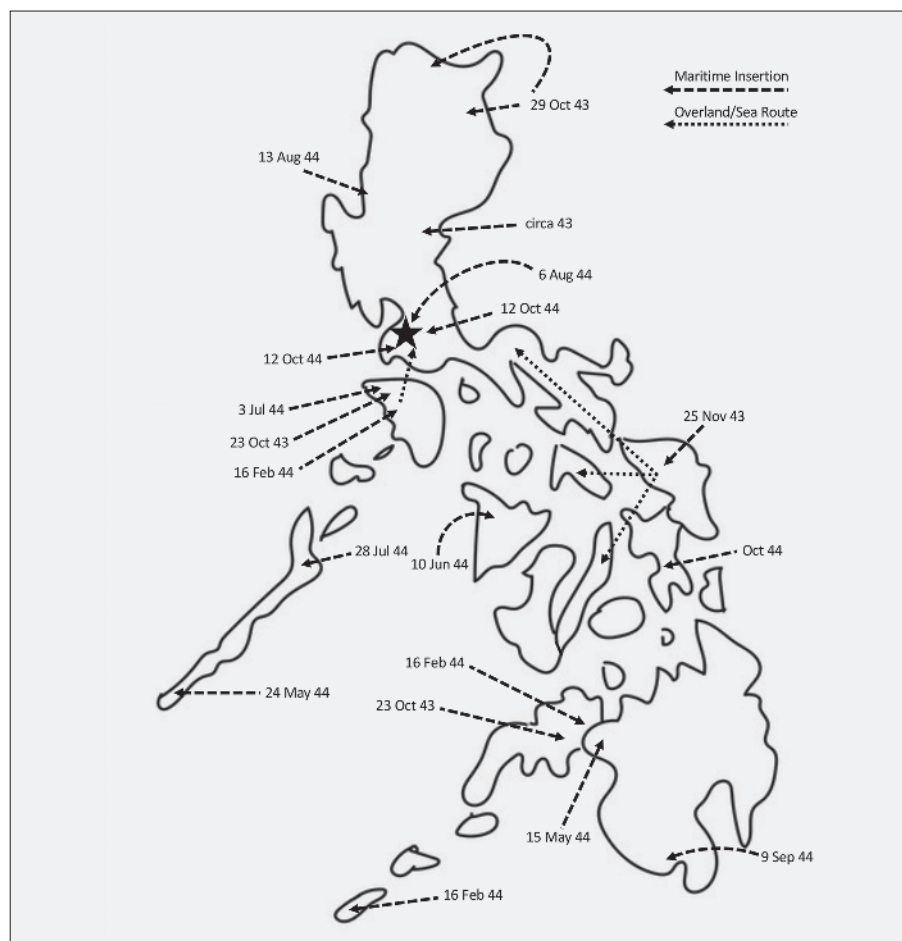 Maritime Insertion
29 Oct 43
Overland/Sea Route
13 Aug 44
circa 43
6 Aug 44
12 Oct 44
12 Oct 44
3 Jul 44
25 Nov 43
23 Oct 43
16 Feb 44
28 Jul 44
Oct 44
10 Jun 44
16 Feb 44
24 May 44
23 Oct 43
15 May 44
9 Sep 44
16 Feb 44